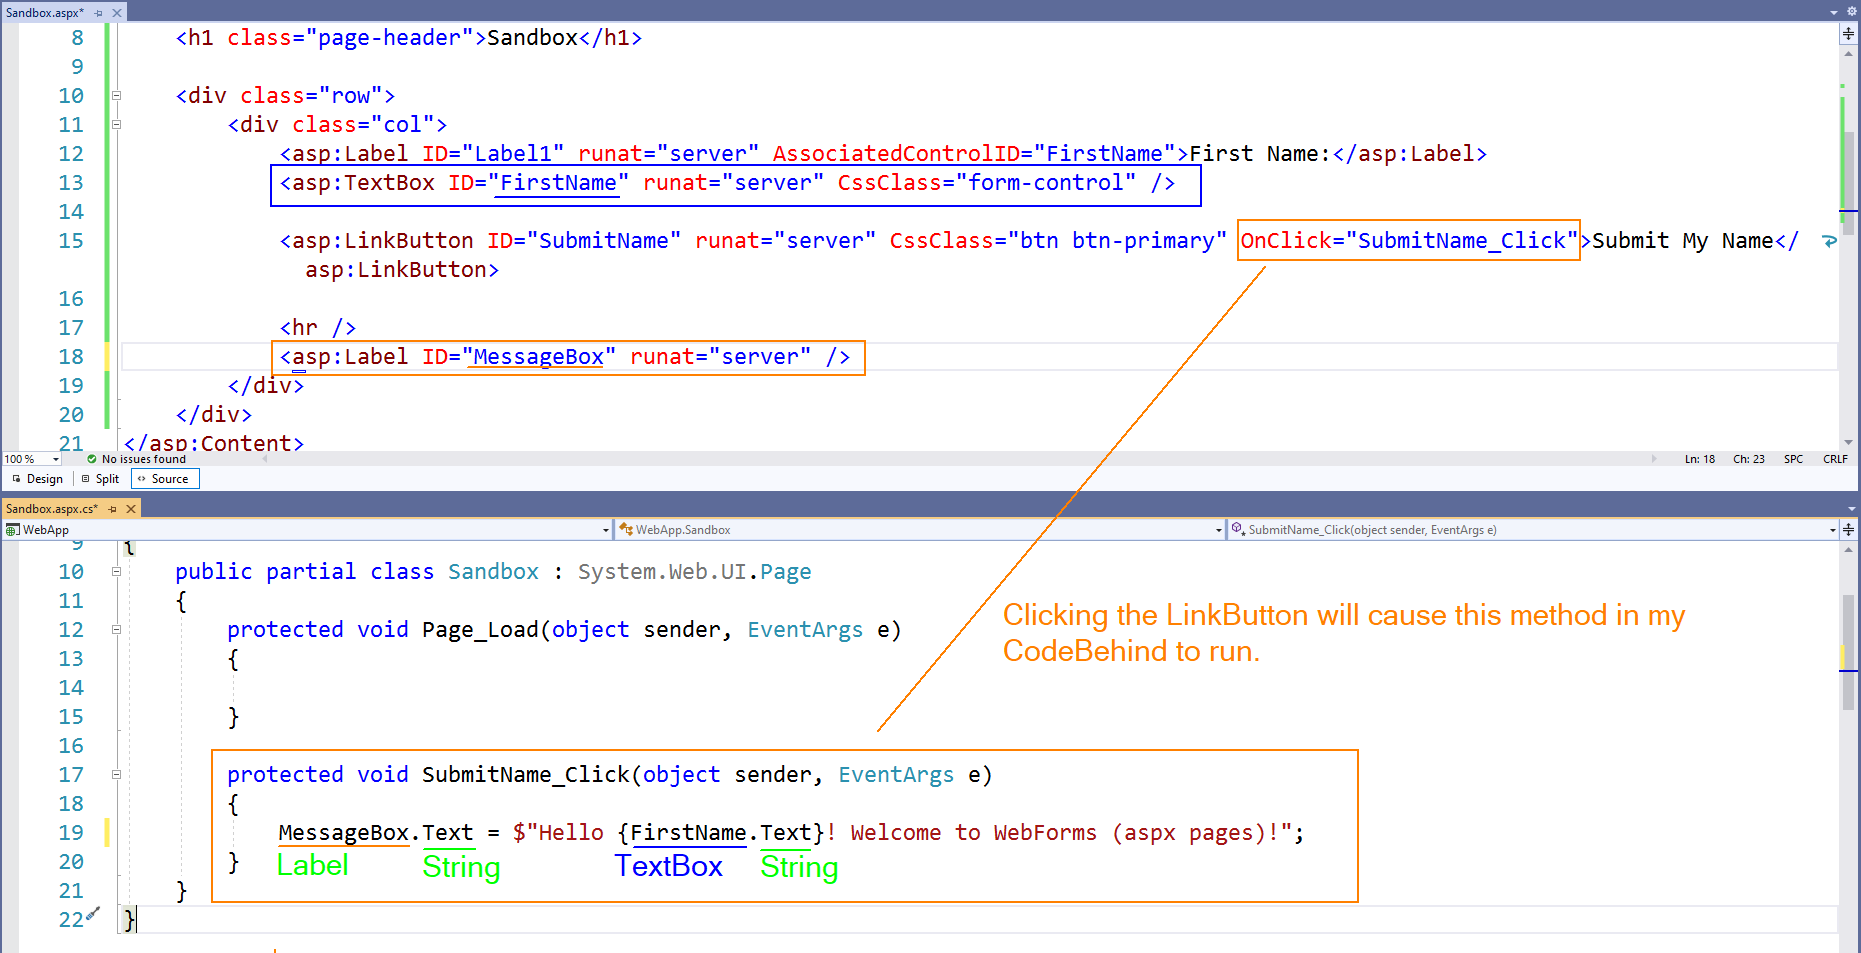 Sandbox.aspx*
8 <h1 class="page-header">Sandbox</h1>
9
10 <div class="row">
11 <div class="col">
12 <asp:Label ID="Label1" runat="server" AssociatedControlID="FirstName">First Name:</asp:Label>
13 <asp:TextBox ID="FirstName" runat="server" CssClass="form-control" />
14
15 <asp:LinkButton ID="SubmitName" runat="server" CssClass="btn btn-primary" OnClick="SubmitName_Click">Submit My Name</
asp:LinkButton>
16
17 <hr />
18 <asp:Label ID="MessageBox" runat="server" />
19 </div>
20 </div>
21 </asp:Content>
100 % No issues found Ln: 18 Ch: 23 SPC CRLF
Design Split Source
Sandbox.aspx.cs*
WebApp WebApp.Sandbox SubmitName_Click(object sender, EventArgs e)
9 {
10 public partial class Sandbox : System.Web.UI.Page
11 {
12 protected void Page_Load(object sender, EventArgs e)
13 {
14
15 }
16
Clicking the LinkButton will cause this method in my
CodeBehind to run.
17 protected void SubmitName_Click(object sender, EventArgs e)
18 {
19 MessageBox.Text = $"Hello {FirstName.Text}! Welcome to WebForms (aspx pages)!";
20 }
Label String TextBox String
21 }
22 }